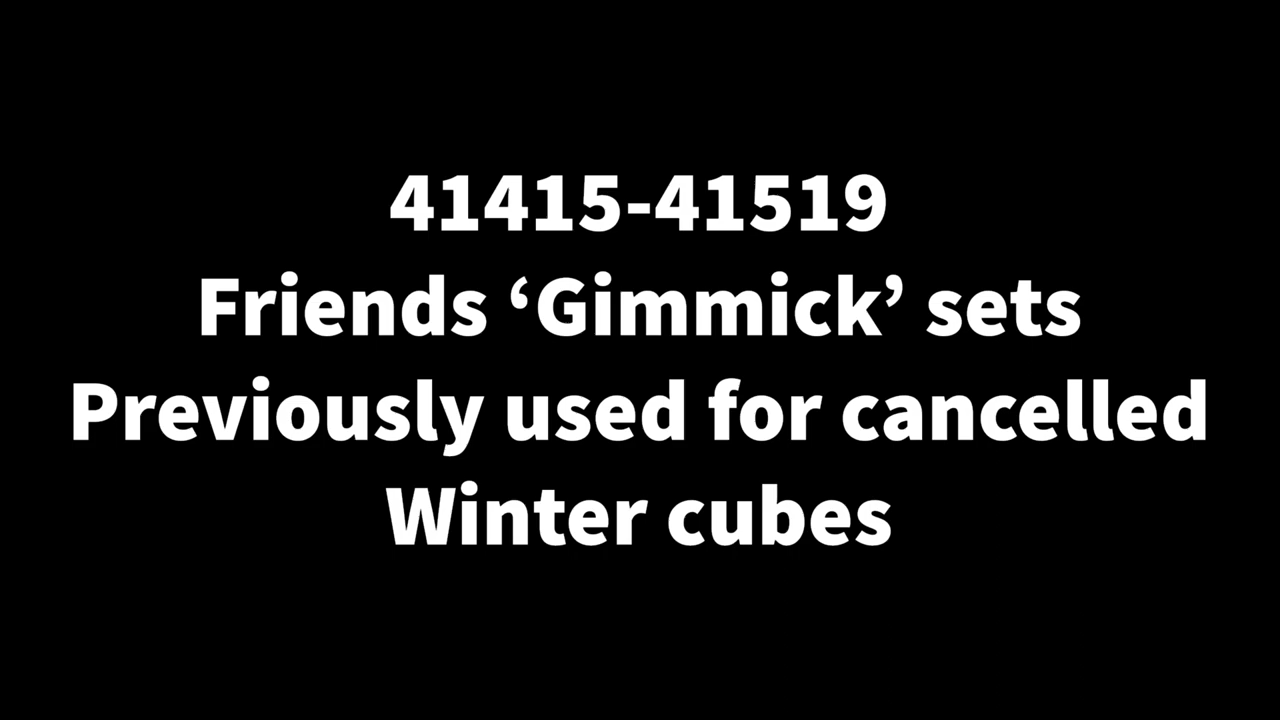 41415-41519
Friends ‘Gimmick’ sets
Previously used for cancelled
Winter cubes